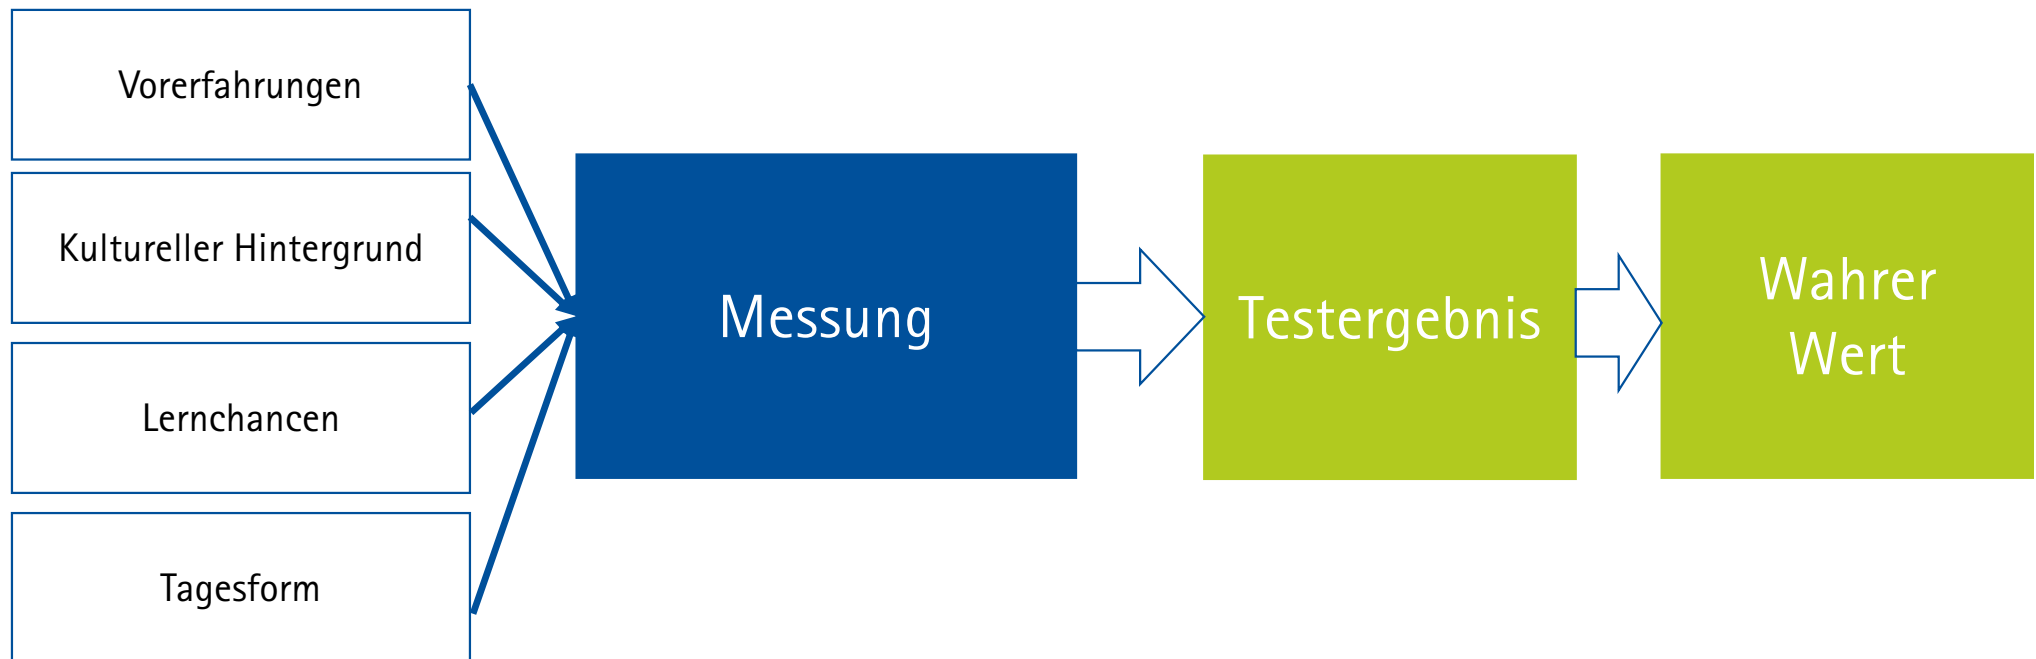 Vorerfahrungen
Kultureller Hintergrund
Lernchancen
Tagesform
Messung
Testergebnis
Wahrer
Wert